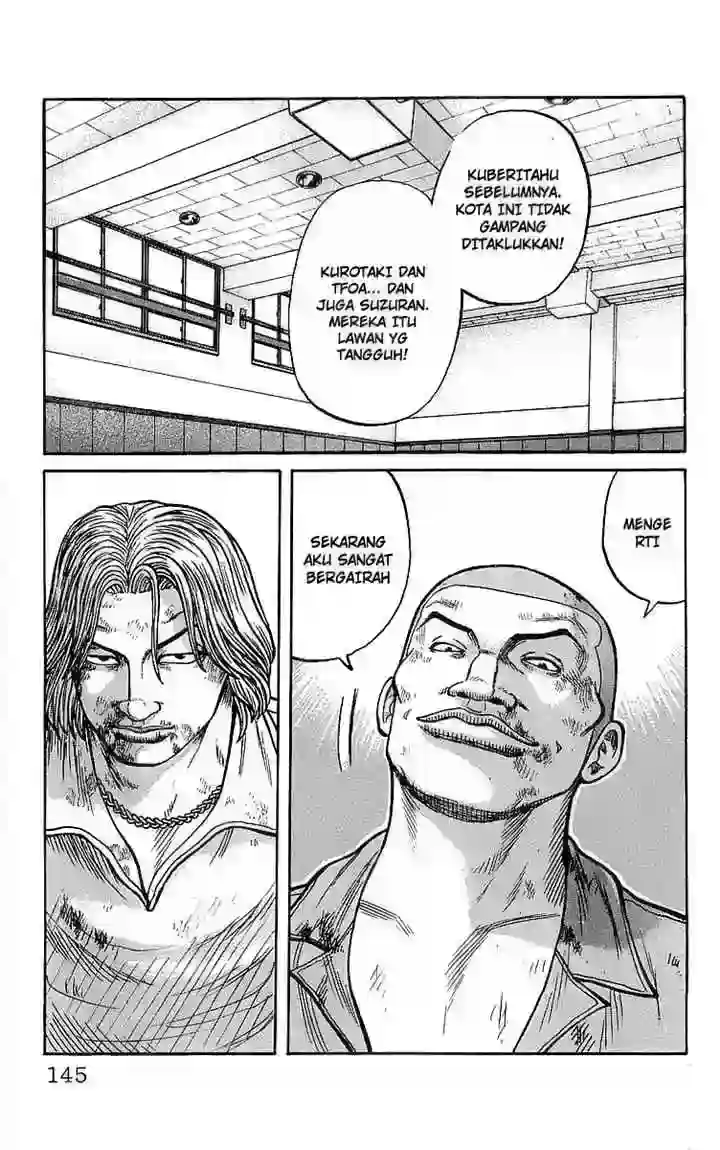 KUBERITAHU
SEBELUMNYA.
KOTA INI TIDAK
GAMPANG
DITAKLUKKAN!
KUROTAKI DAN
TFOA... DAN
JUGA SUZURAN.
MEREKA ITU
LAWAN YG
TANGGUH!
MENGE
RTI
SEKARANG
AKU SANGAT
BERGAIRAH
145